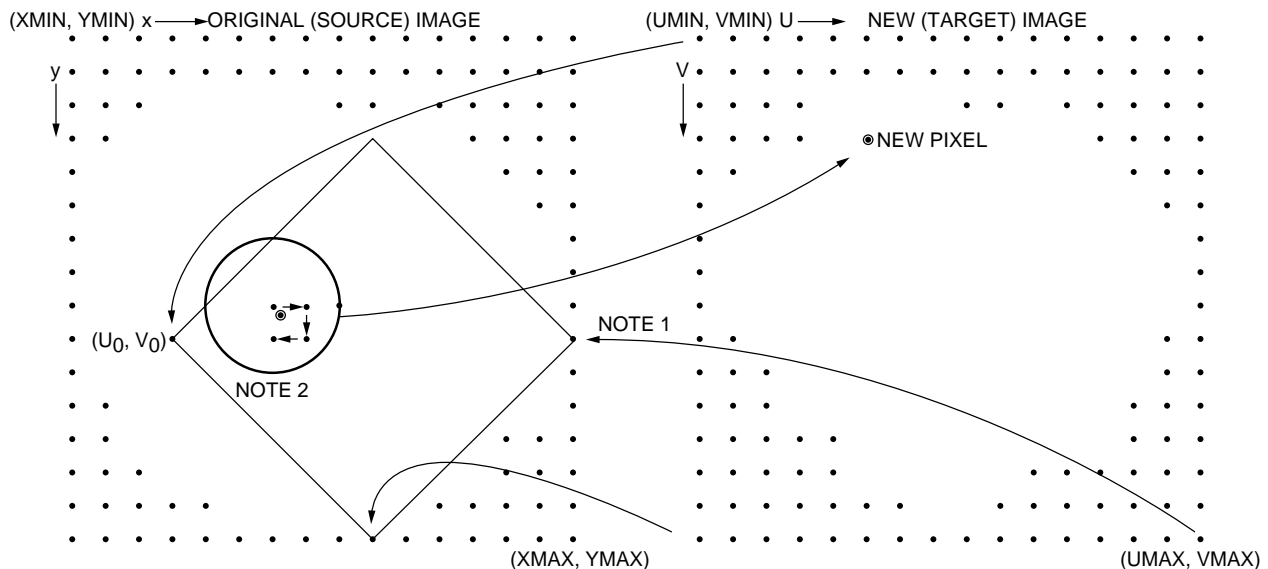 (XMIN, YMIN) x ORIGINAL (SOURCE) IMAGE
(UMIN, VMIN) U NEW (TARGET) IMAGE
y
V
NEW PIXEL
NOTE 1
(U0, V0)
NOTE 2
(XMAX, YMAX)
(UMAX, VMAX)